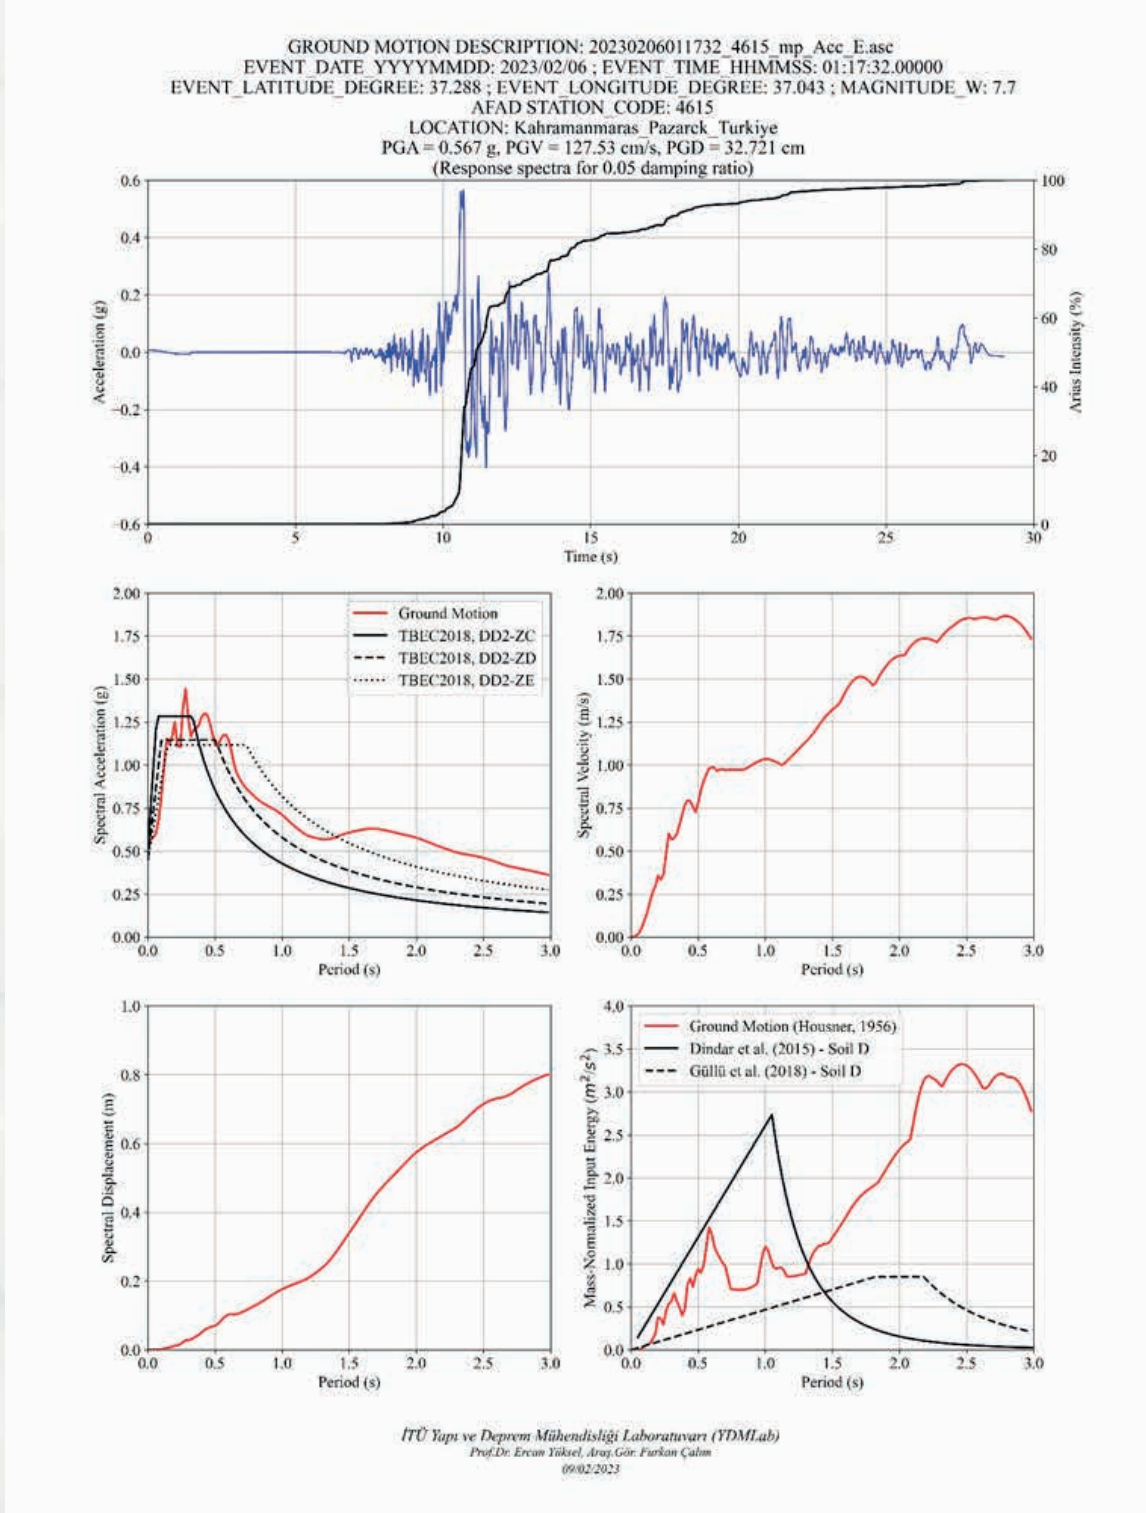 GROUND MOTION DESCRIPTION: 20230206011732_4615_mp_Acc_E.asc
EVENT_DATE_YYYYMMDD: 2023/02/06 ; EVENT_TIME_HHMMSS: 01:17:32.00000
EVENT_LATITUDE_DEGREE: 37.288 ; EVENT_LONGITUDE_DEGREE: 37.043 ; MAGNITUDE_W: 7.7
AFAD STATION_CODE: 4615
LOCATION: Kahramanmaras_Pazarck_Turkiye
PGA = 0.567 g, PGV = 127.53 cm/s, PGD = 32.721 cm
(Response spectra for 0.05 damping ratio)
Acceleration (g)
0.6
0.4
0.2
0.0
−0.2
−0.4
−0.6
100
80
60
40
20
0
Arias Intensity (%)
0 5 10 15 20 25 30
Time (s)
Spectral Acceleration (g)
2.00
1.75
1.50
1.25
1.00
0.75
0.50
0.25
0.00
Ground Motion
TBEC2018, DD2-ZC
TBEC2018, DD2-ZD
TBEC2018, DD2-ZE
0.0 0.5 1.0 1.5 2.0 2.5 3.0
Period (s)
Spectral Velocity (m/s)
2.00
1.75
1.50
1.25
1.00
0.75
0.50
0.25
0.00
0.0 0.5 1.0 1.5 2.0 2.5 3.0
Period (s)
Spectral Displacement (m)
1.0
0.8
0.6
0.4
0.2
0.0
0.0 0.5 1.0 1.5 2.0 2.5 3.0
Period (s)
Mass-Normalized Input Energy (m²/s²)
4.0
3.5
3.0
2.5
2.0
1.5
1.0
0.5
0.0
Ground Motion (Housner, 1956)
Dindar et al. (2015) - Soil D
Güllü et al. (2018) - Soil D
0.0 0.5 1.0 1.5 2.0 2.5 3.0
Period (s)
İTÜ Yapı ve Deprem Mühendisliği Laboratuvarı (YDMLab)
Prof.Dr. Ercan Yüksel, Araş.Gör. Furkan Çalım
09/02/2023